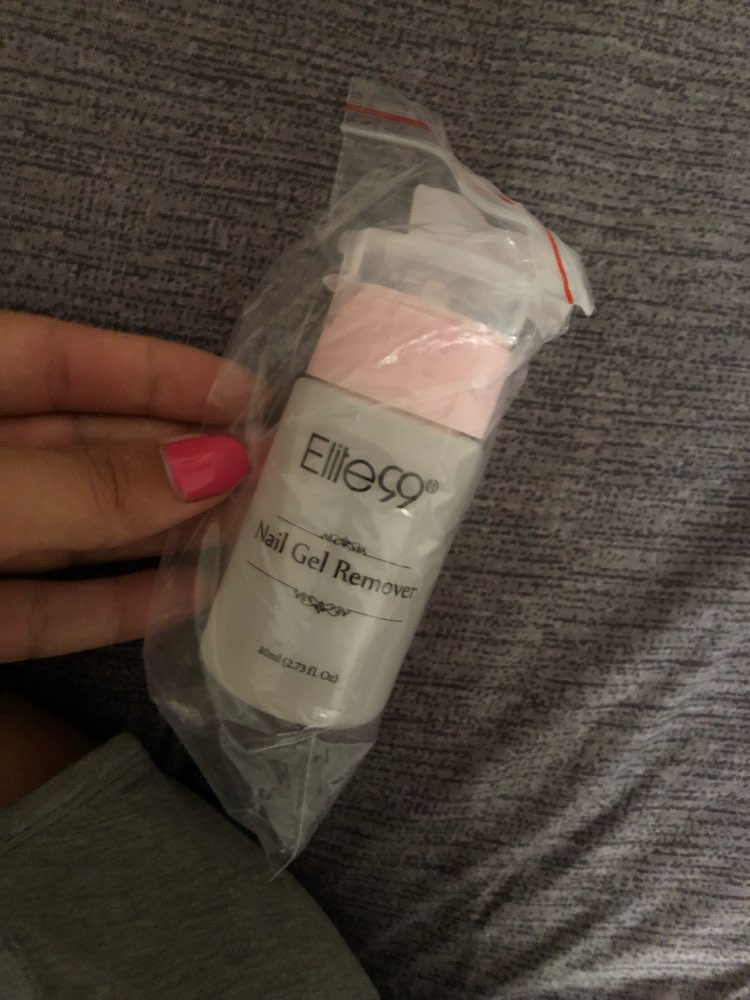 Elite99®
Nail Gel Remover
80ml (2.73 fl. Oz)